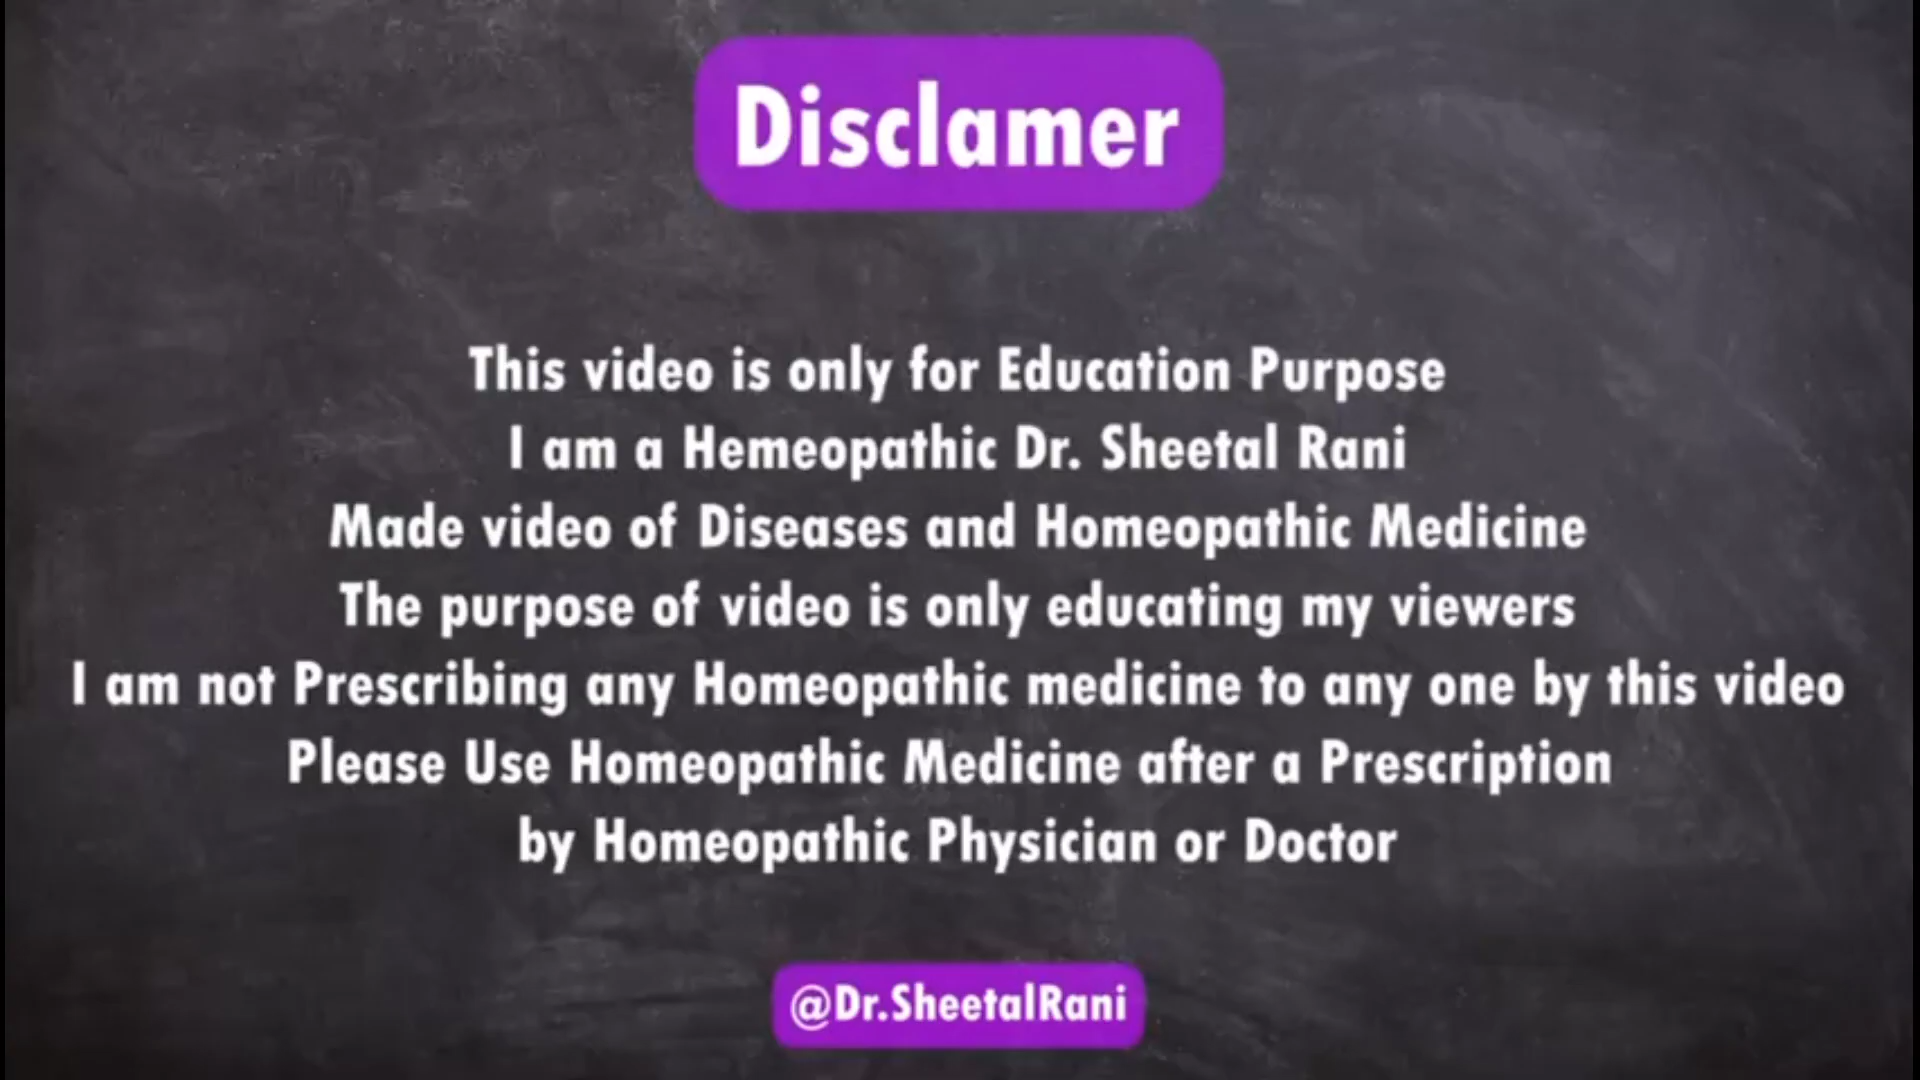 Disclamer
This video is only for Education Purpose
I am a Hemeopathic Dr. Sheetal Rani
Made video of Diseases and Homeopathic Medicine
The purpose of video is only educating my viewers
I am not Prescribing any Homeopathic medicine to any one by this video
Please Use Homeopathic Medicine after a Prescription
by Homeopathic Physician or Doctor
@Dr.SheetalRani